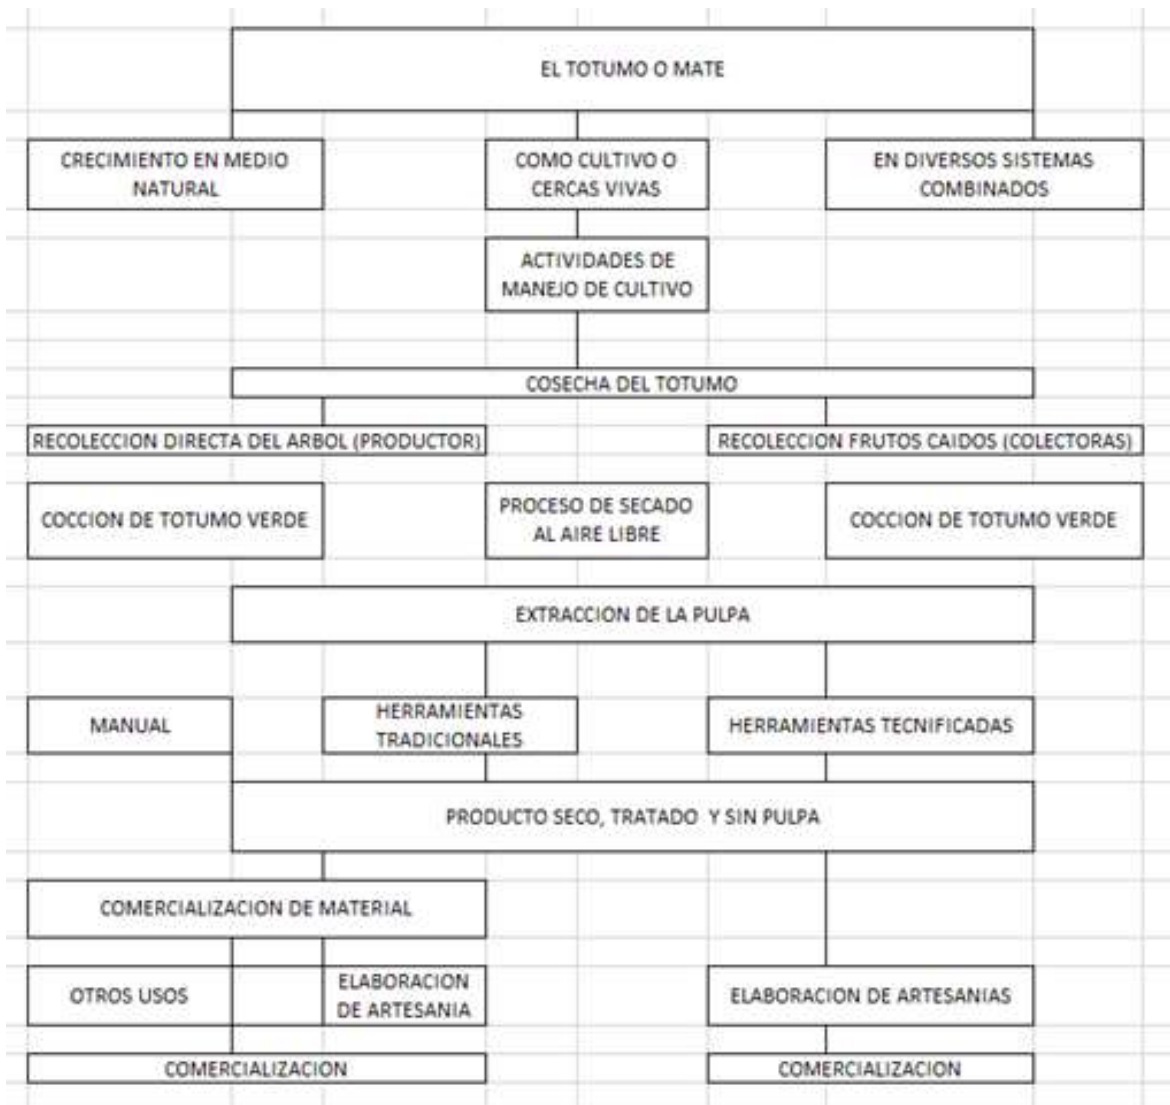 EL TOTUMO O MATE
CRECIMIENTO EN MEDIO
NATURAL
COMO CULTIVO O
CERCAS VIVAS
EN DIVERSOS SISTEMAS
COMBINADOS
ACTIVIDADES DE
MANEJO DE CULTIVO
COSECHA DEL TOTUMO
RECOLECCION DIRECTA DEL ARBOL (PRODUCTOR)
RECOLECCION FRUTOS CAIDOS (COLECTORAS)
COCCION DE TOTUMO VERDE
PROCESO DE SECADO
AL AIRE LIBRE
COCCION DE TOTUMO VERDE
EXTRACCION DE LA PULPA
MANUAL
HERRAMIENTAS
TRADICIONALES
HERRAMIENTAS TECNIFICADAS
PRODUCTO SECO, TRATADO Y SIN PULPA
COMERCIALIZACION DE MATERIAL
OTROS USOS
ELABORACION
DE ARTESANIA
ELABORACION DE ARTESANIAS
COMERCIALIZACION
COMERCIALIZACION